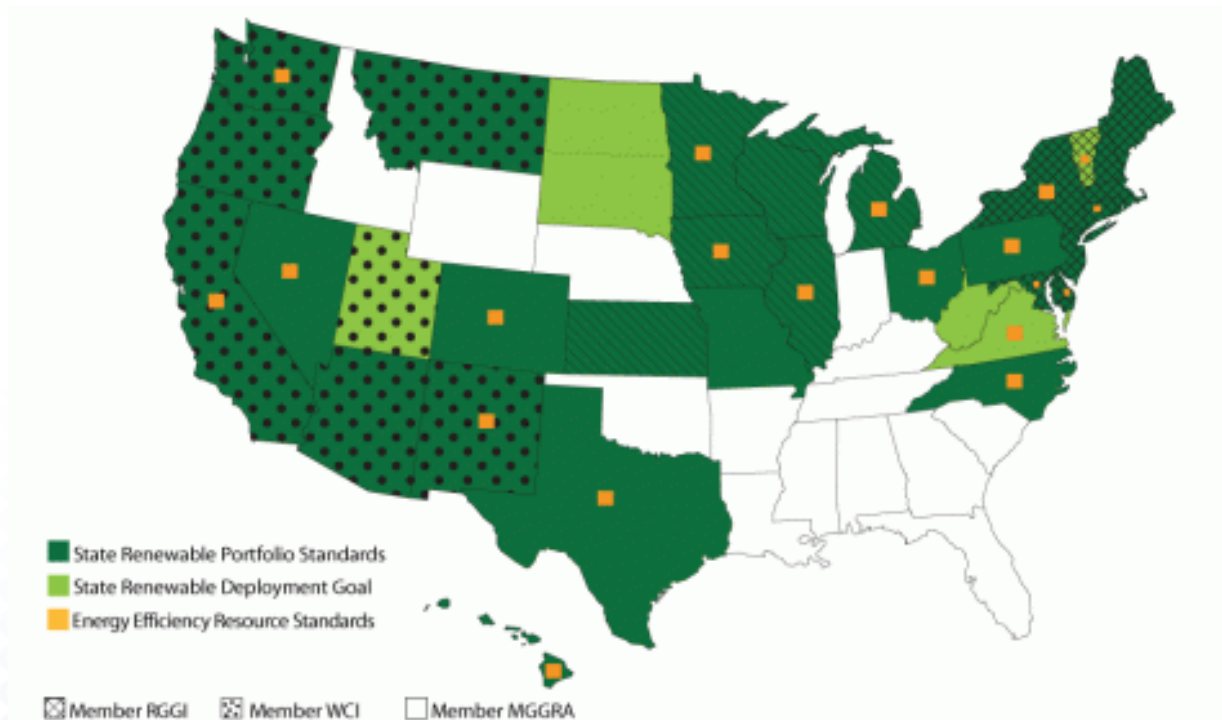 State Renewable Portfolio Standards
State Renewable Deployment Goal
Energy Efficiency Resource Standards
Member RGGI Member WCI Member MGGRA